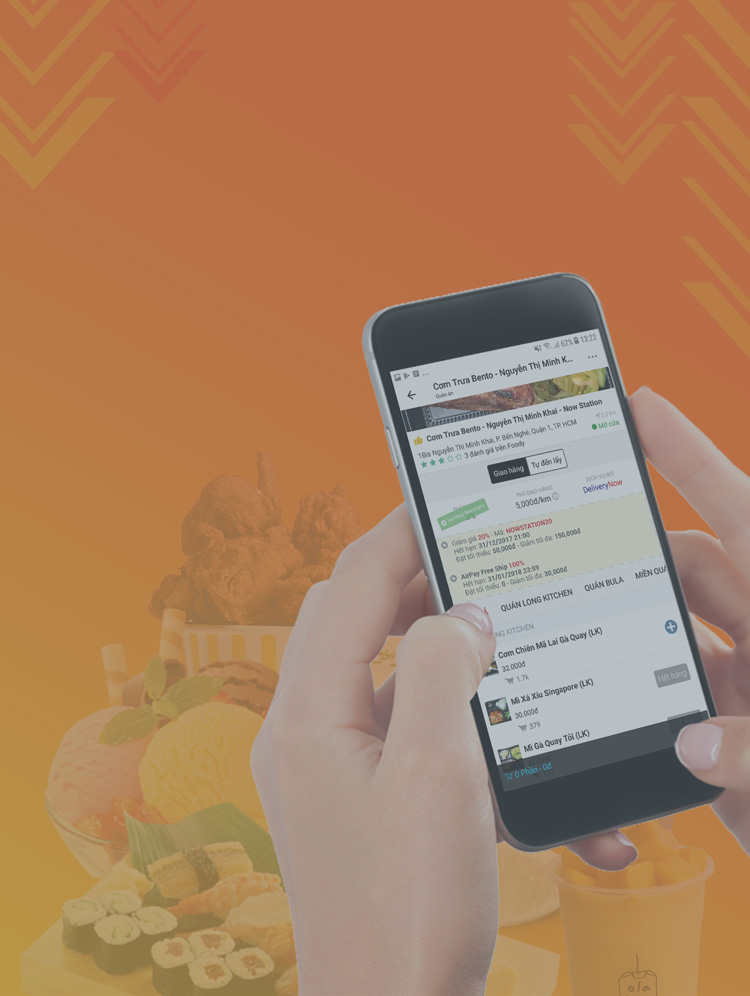 62% 13:22
Cơm Trưa Bento - Nguyễn Thị Minh K...
Quán ăn
Cơm Trưa Bento - Nguyễn Thị Minh Khai - Now Station
1Bis Nguyễn Thị Minh Khai, P. Bến Nghé, Quận 1, TP. HCM
3 đánh giá trên Foody
Mở cửa
Giao hàng
Tự đến lấy
PHÍ GIAO HÀNG
5,000đ/km
DỊCH VỤ BỞI
DeliveryNow
Giảm giá 20% - Mã: NOWSTATION20
Hết hạn: 31/12/2017 21:00
Đặt tối thiểu: 50,000đ - Giảm tối đa: 150,000đ
AirPay Free Ship 100%
Hết hạn: 31/01/2018 23:59
Đặt tối thiểu: 0 - Giảm tối đa: 30,000đ
QUÁN LONG KITCHEN QUÁN BULA MIỀN QUÁ
NG KITCHEN
Cơm Chiên Mã Lai Gà Quay (LK)
32.000đ
1.7k
Mì Xá Xíu Singapore (LK)
30.000đ
379
Hết hàng
Mì Gà Quay Tỏi (LK)
0 Phần - 0đ
ola